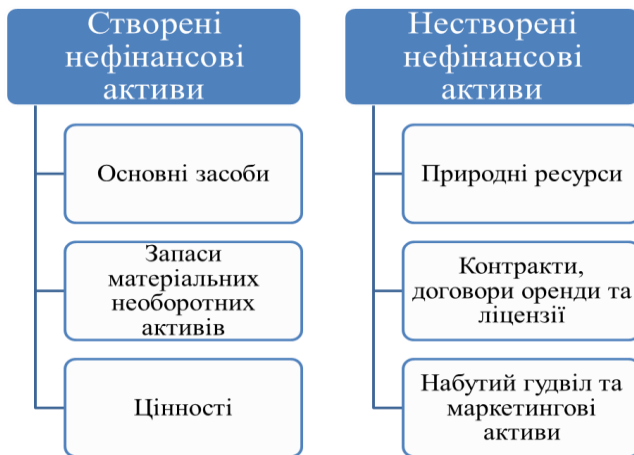 Створені
нефінансові
активи
Основні засоби
Запаси
матеріальних
необоротних
активів
Цінності
Нестворені
нефінансові
активи
Природні ресурси
Контракти,
договори оренди та
ліцензії
Набутий гудвіл та
маркетингові
активи